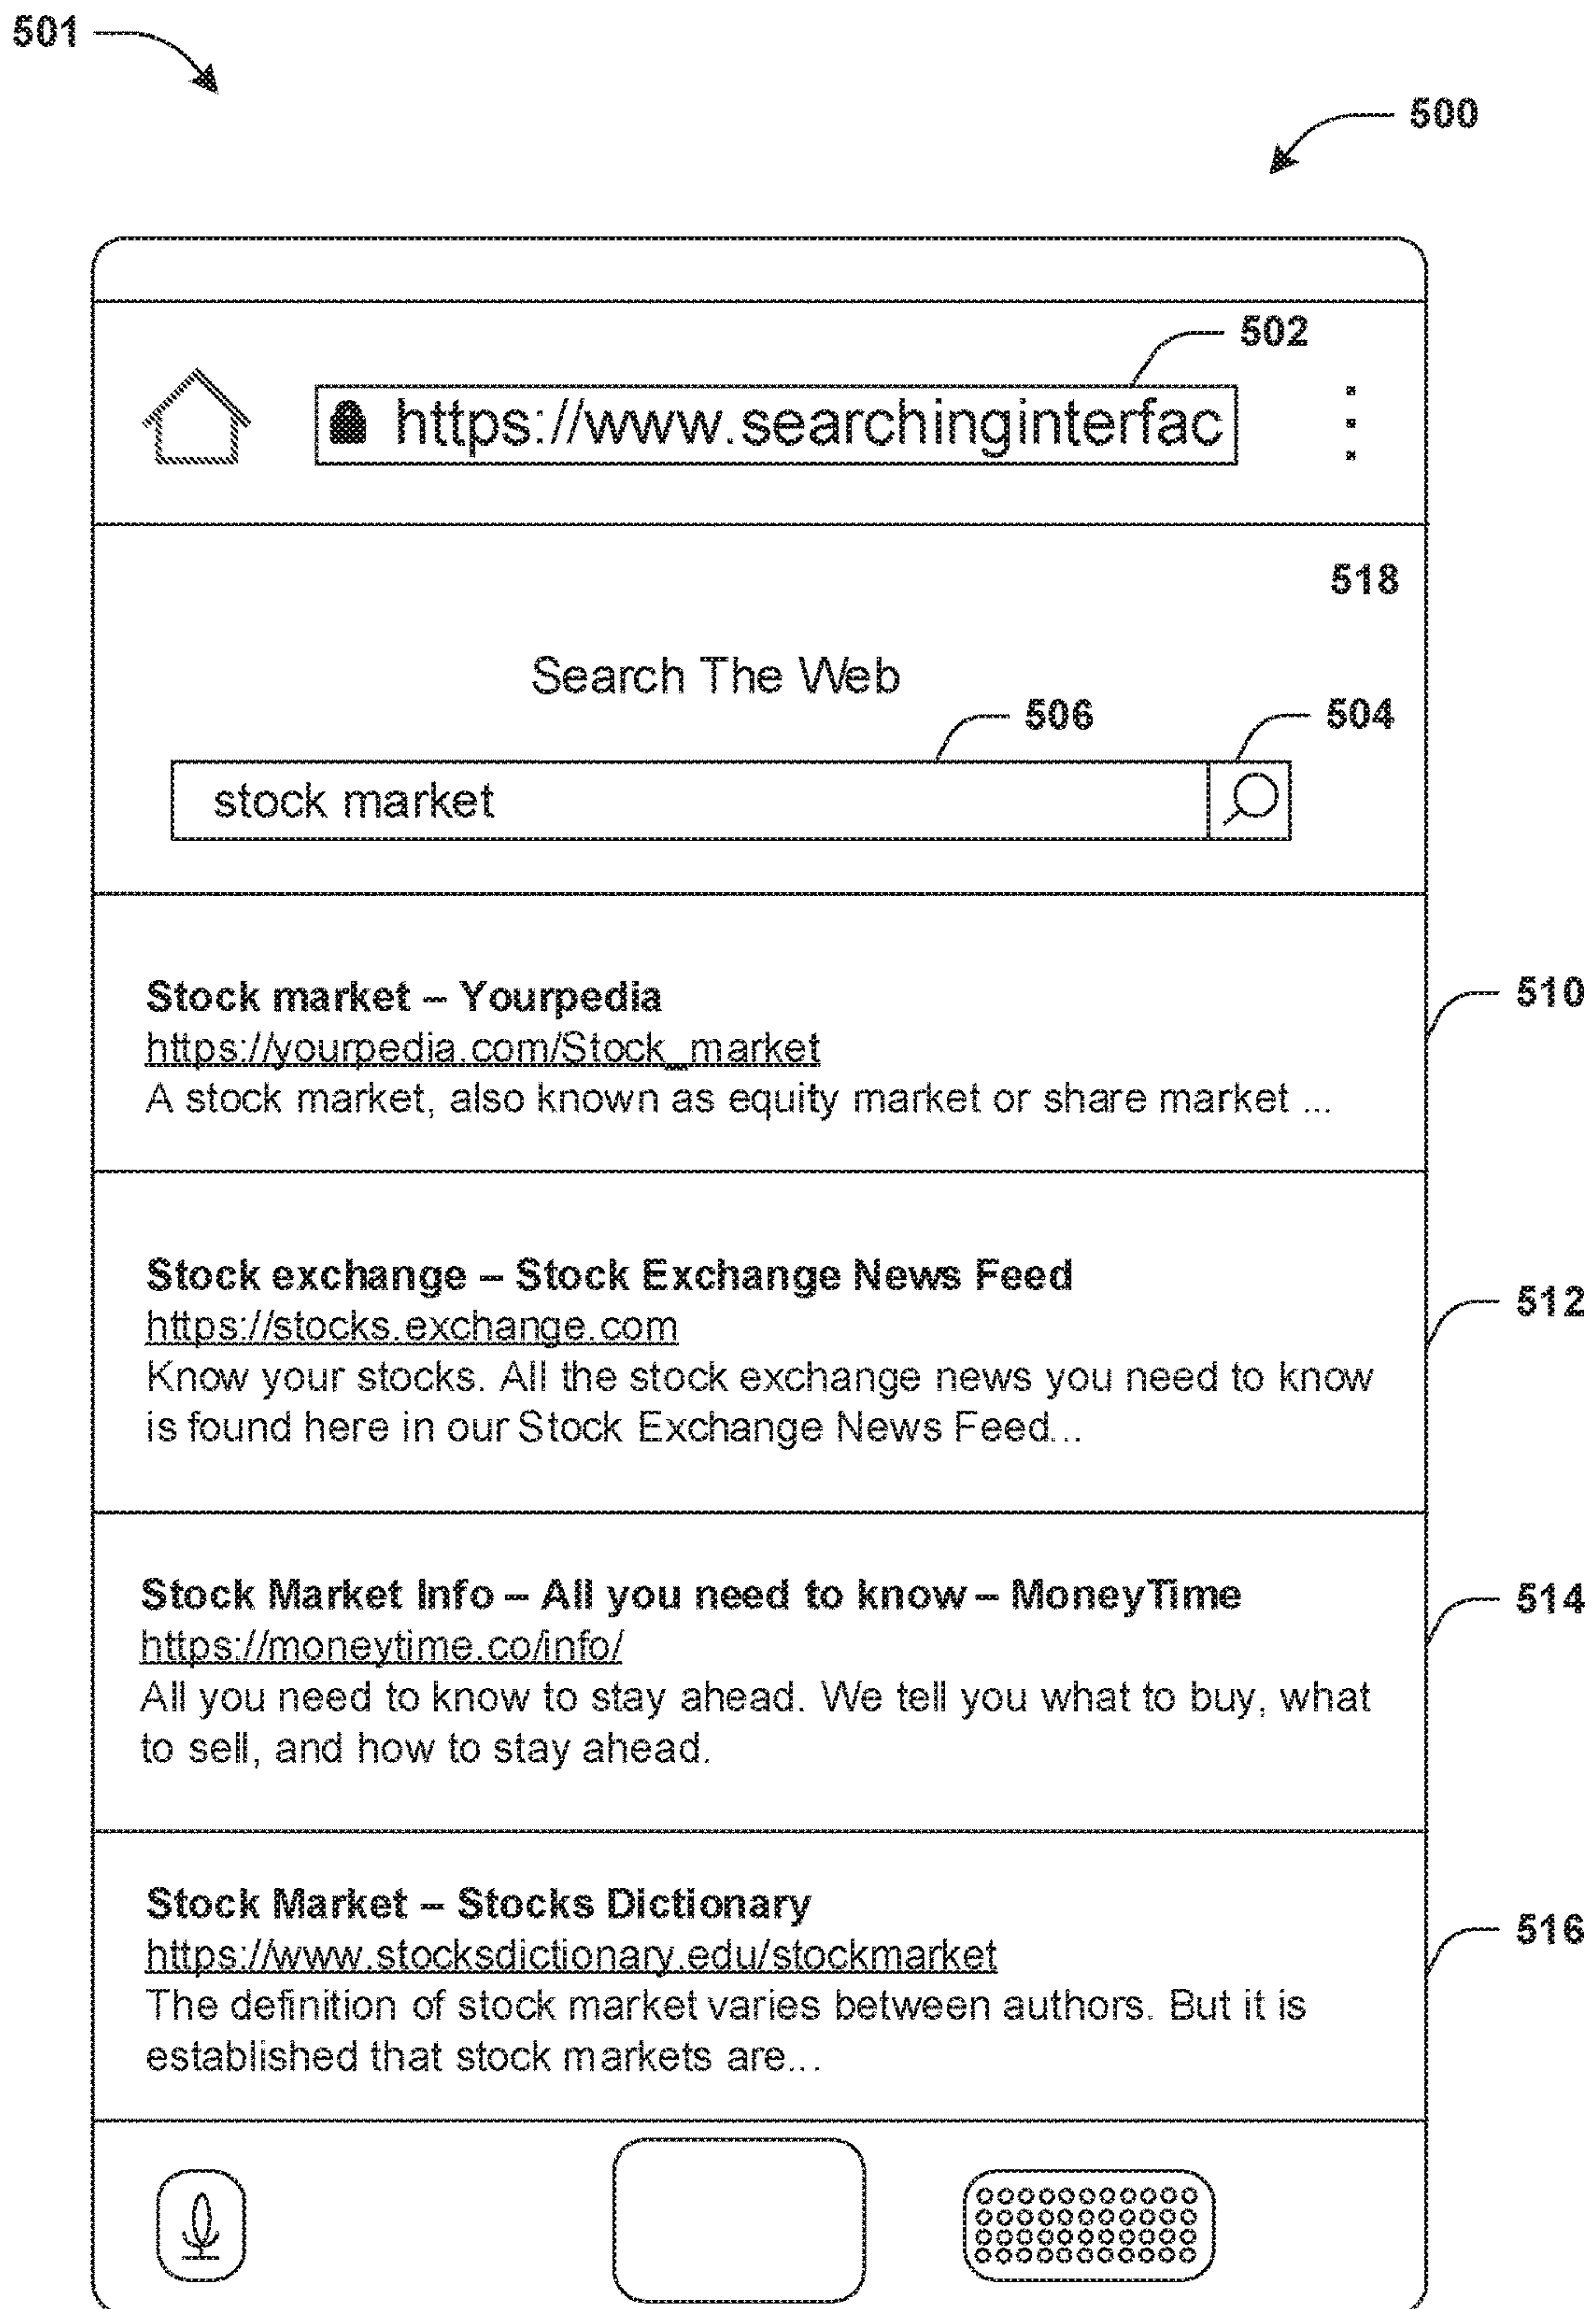 501
500
502
https://www.searchinginterfac
518
Search The Web
506
504
stock market
Stock market – Yourpedia
510
https://yourpedia.com/Stock_market
A stock market, also known as equity market or share market ...
Stock exchange – Stock Exchange News Feed
512
https://stocks.exchange.com
Know your stocks. All the stock exchange news you need to know
is found here in our Stock Exchange News Feed...
Stock Market Info – All you need to know – MoneyTime
514
https://moneytime.co/info/
All you need to know to stay ahead. We tell you what to buy, what
to sell, and how to stay ahead.
Stock Market – Stocks Dictionary
516
https://www.stocksdictionary.edu/stockmarket
The definition of stock market varies between authors. But it is
established that stock markets are...